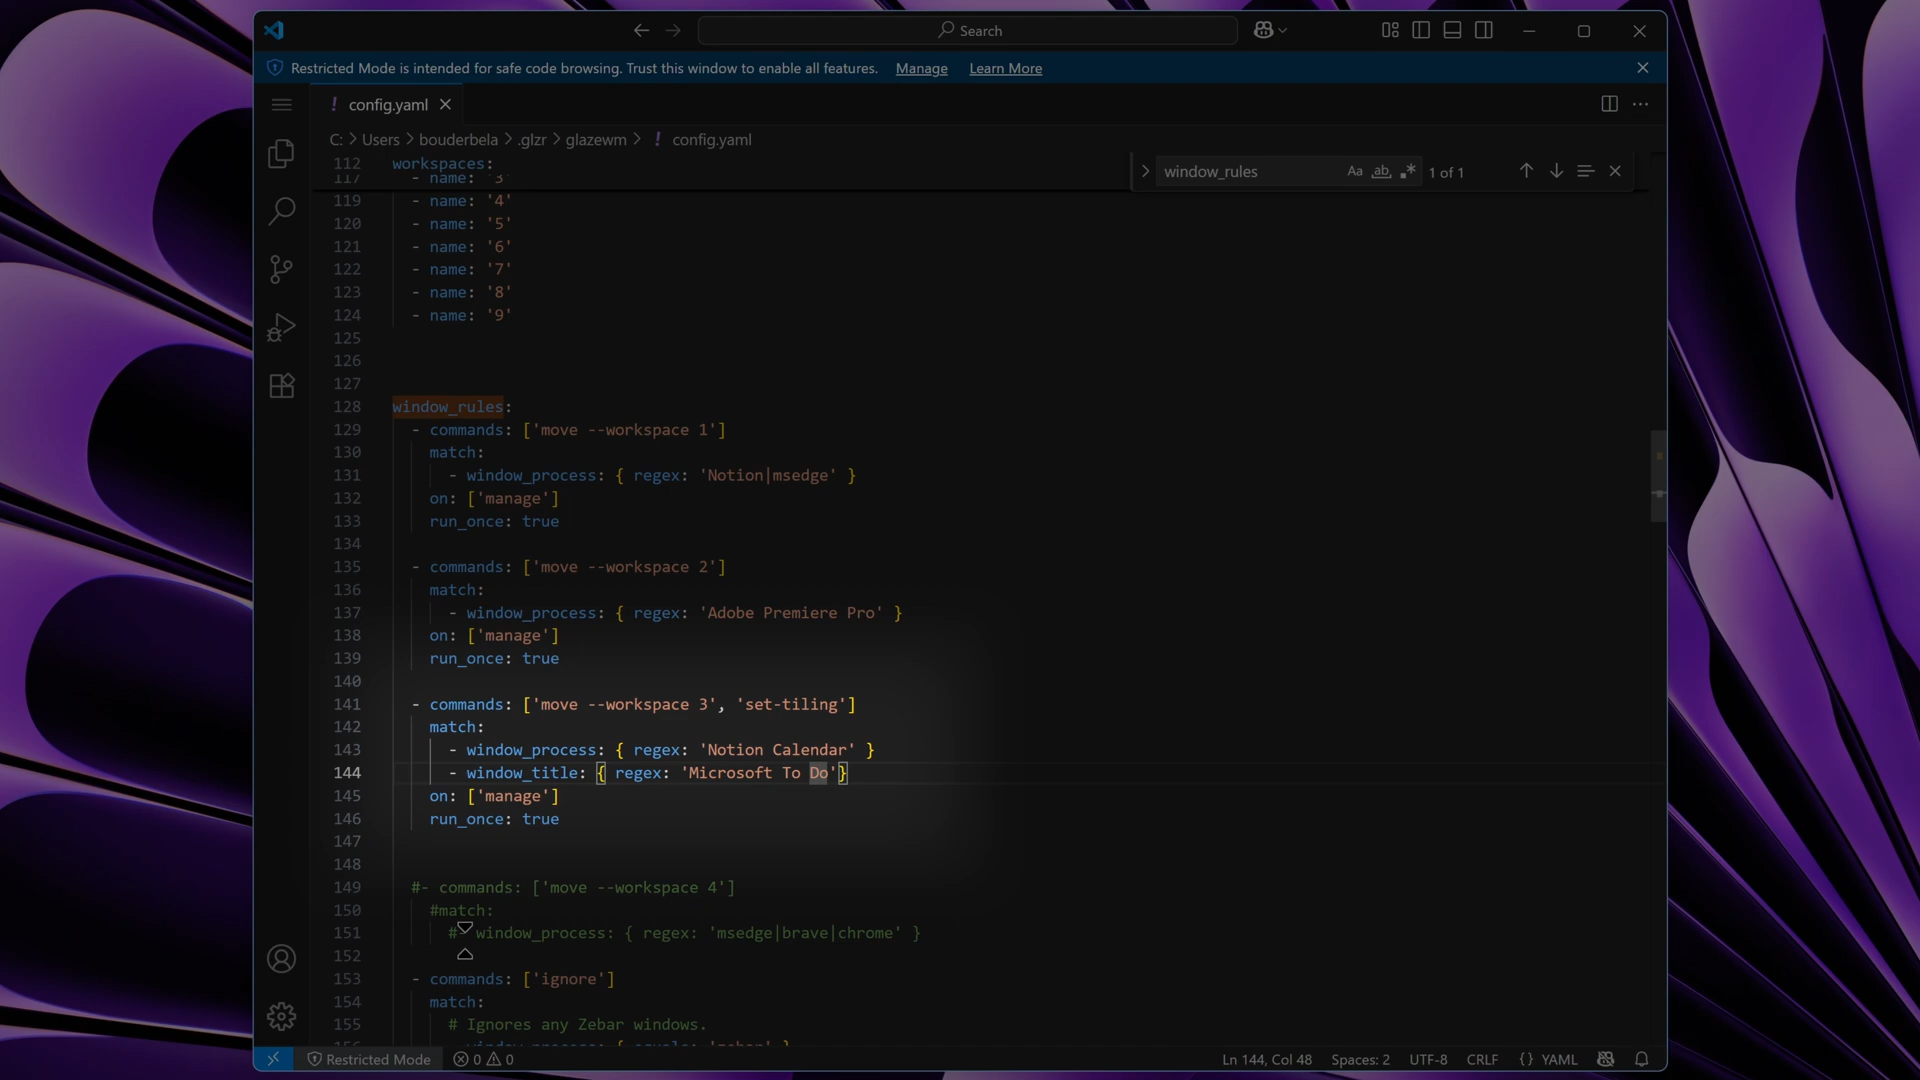 Search
Restricted Mode is intended for safe code browsing. Trust this window to enable all features. Manage Learn More
! config.yaml
C: > Users > bouderbela > .glzr > glazewm > ! config.yaml
window_rules Aa ab 1 of 1
112 workspaces:
117 - name: '3'
119 - name: '4'
120 - name: '5'
121 - name: '6'
122 - name: '7'
123 - name: '8'
124 - name: '9'
125
126
127
128 window_rules:
129 - commands: ['move --workspace 1']
130 match:
131 - window_process: { regex: 'Notion|msedge' }
132 on: ['manage']
133 run_once: true
134
135 - commands: ['move --workspace 2']
136 match:
137 - window_process: { regex: 'Adobe Premiere Pro' }
138 on: ['manage']
139 run_once: true
140
141 - commands: ['move --workspace 3', 'set-tiling']
142 match:
143 - window_process: { regex: 'Notion Calendar' }
144 - window_title: { regex: 'Microsoft To Do'}
145 on: ['manage']
146 run_once: true
147
148
149 #- commands: ['move --workspace 4']
150 #match:
151 # window_process: { regex: 'msedge|brave|chrome' }
152
153 - commands: ['ignore']
154 match:
155 # Ignores any Zebar windows.
Restricted Mode 0 0 Ln 144, Col 48 Spaces: 2 UTF-8 CRLF {} YAML